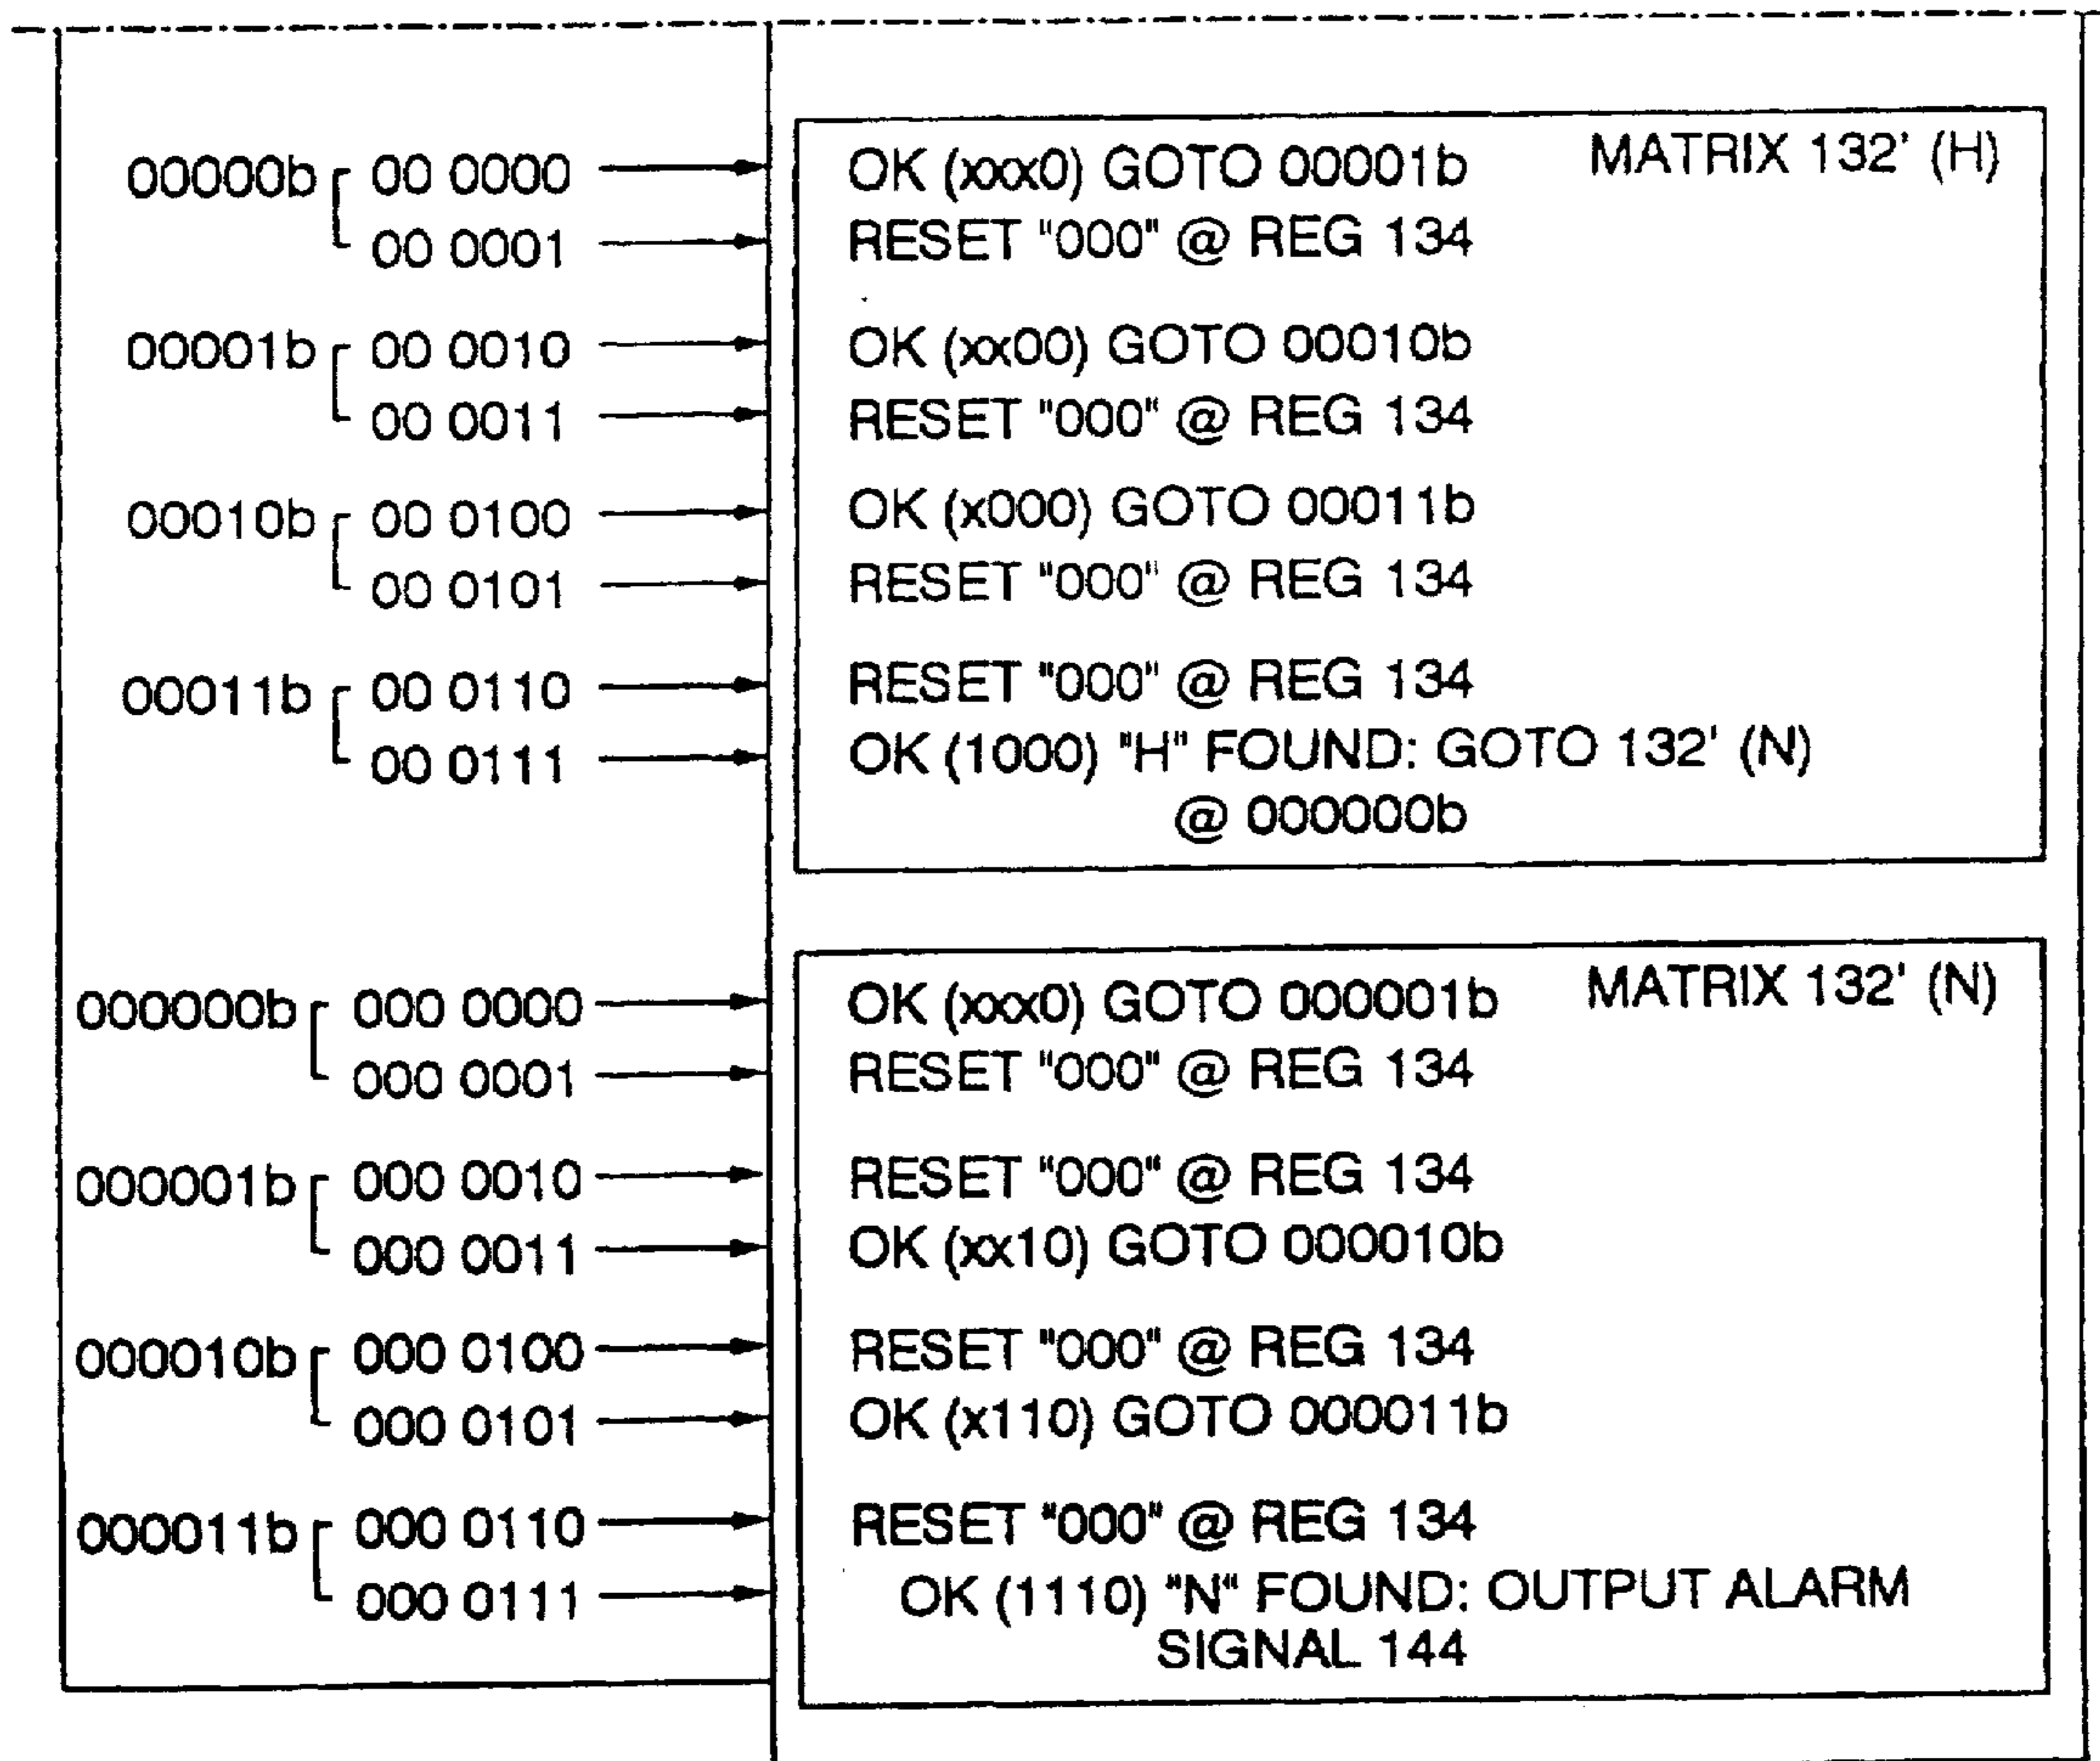 MATRIX 132' (H)
00000b 00 0000 OK (xxx0) GOTO 00001b
00 0001 RESET "000" @ REG 134
00001b 00 0010 OK (xx00) GOTO 00010b
00 0011 RESET "000" @ REG 134
00010b 00 0100 OK (x000) GOTO 00011b
00 0101 RESET "000" @ REG 134
00011b 00 0110 RESET "000" @ REG 134
00 0111 OK (1000) "H" FOUND: GOTO 132' (N)
@ 000000b
MATRIX 132' (N)
000000b 000 0000 OK (xxx0) GOTO 000001b
000 0001 RESET "000" @ REG 134
000001b 000 0010 RESET "000" @ REG 134
000 0011 OK (xx10) GOTO 000010b
000010b 000 0100 RESET "000" @ REG 134
000 0101 OK (x110) GOTO 000011b
000011b 000 0110 RESET "000" @ REG 134
000 0111 OK (1110) "N" FOUND: OUTPUT ALARM
SIGNAL 144